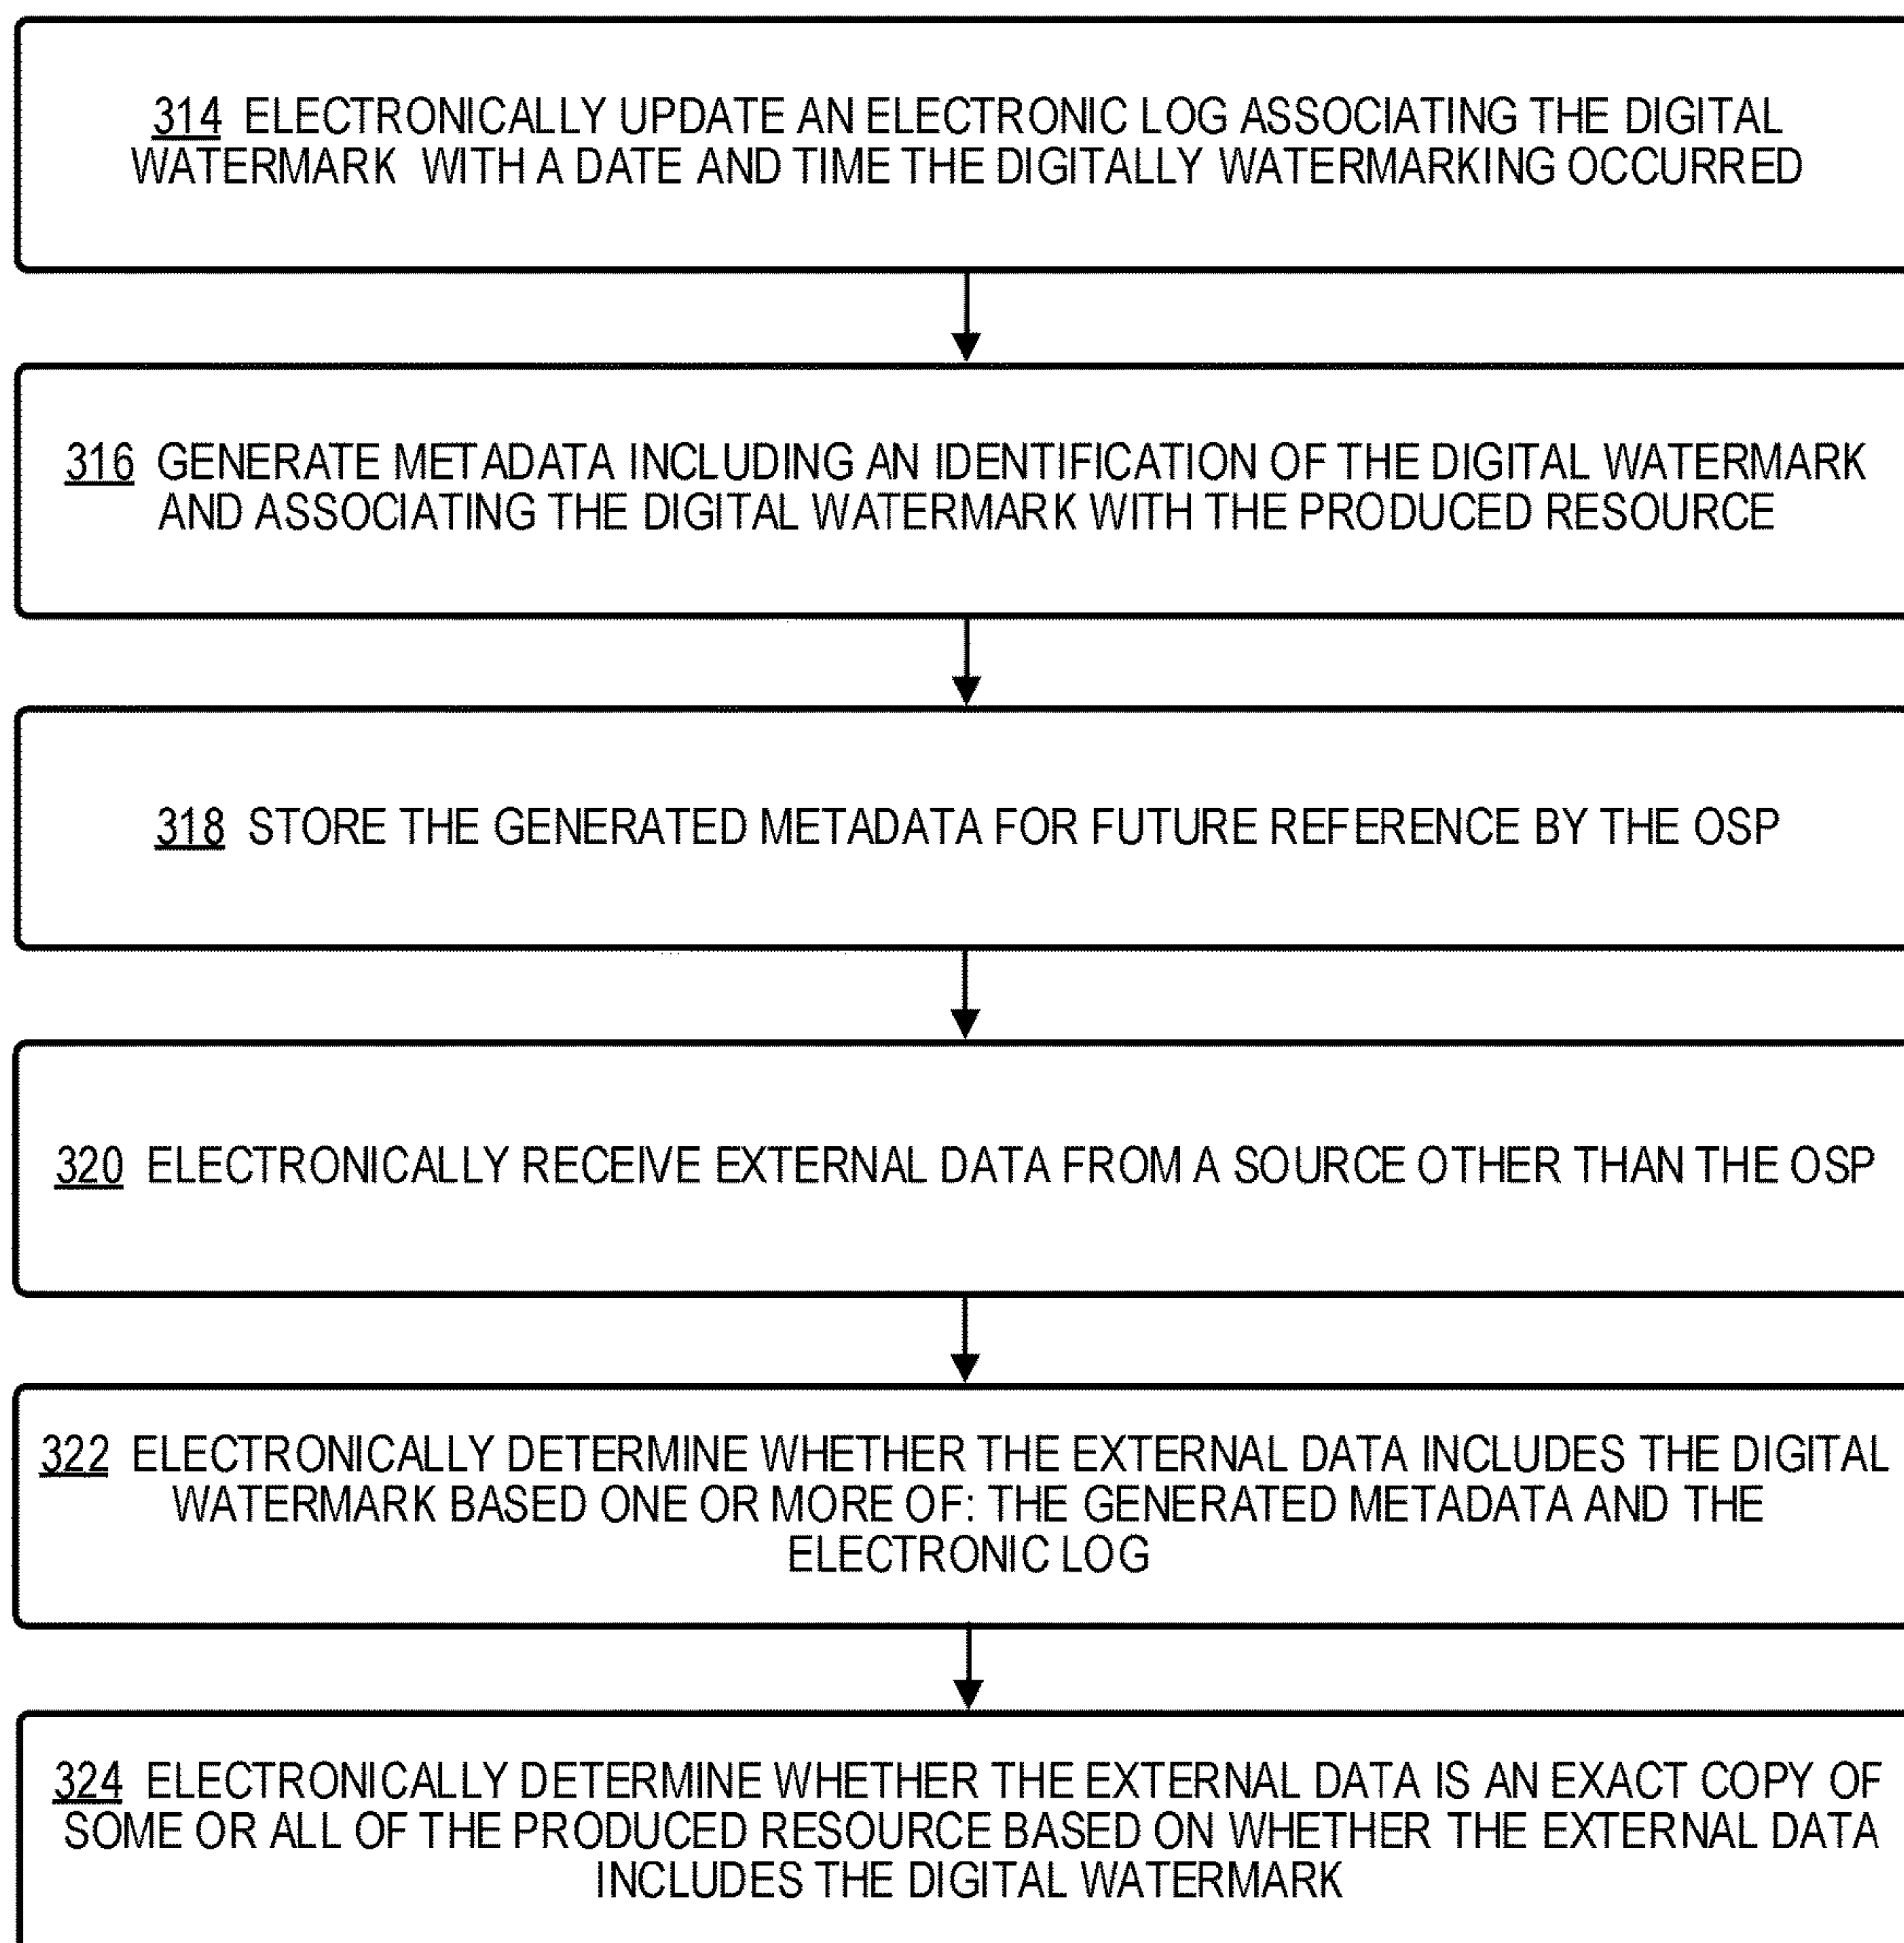 314 ELECTRONICALLY UPDATE AN ELECTRONIC LOG ASSOCIATING THE DIGITAL
WATERMARK WITH A DATE AND TIME THE DIGITALLY WATERMARKING OCCURRED
316 GENERATE METADATA INCLUDING AN IDENTIFICATION OF THE DIGITAL WATERMARK
AND ASSOCIATING THE DIGITAL WATERMARK WITH THE PRODUCED RESOURCE
318 STORE THE GENERATED METADATA FOR FUTURE REFERENCE BY THE OSP
320 ELECTRONICALLY RECEIVE EXTERNAL DATA FROM A SOURCE OTHER THAN THE OSP
322 ELECTRONICALLY DETERMINE WHETHER THE EXTERNAL DATA INCLUDES THE DIGITAL
WATERMARK BASED ONE OR MORE OF: THE GENERATED METADATA AND THE
ELECTRONIC LOG
324 ELECTRONICALLY DETERMINE WHETHER THE EXTERNAL DATA IS AN EXACT COPY OF
SOME OR ALL OF THE PRODUCED RESOURCE BASED ON WHETHER THE EXTERNAL DATA
INCLUDES THE DIGITAL WATERMARK